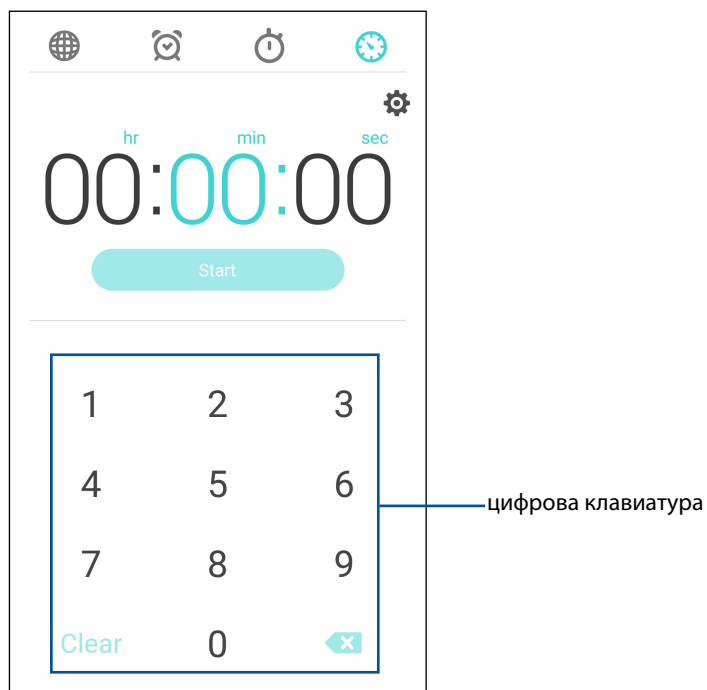 hr min sec
00:00:00
Start
1 2 3
4 5 6
цифрова клавиатура
7 8 9
Clear 0